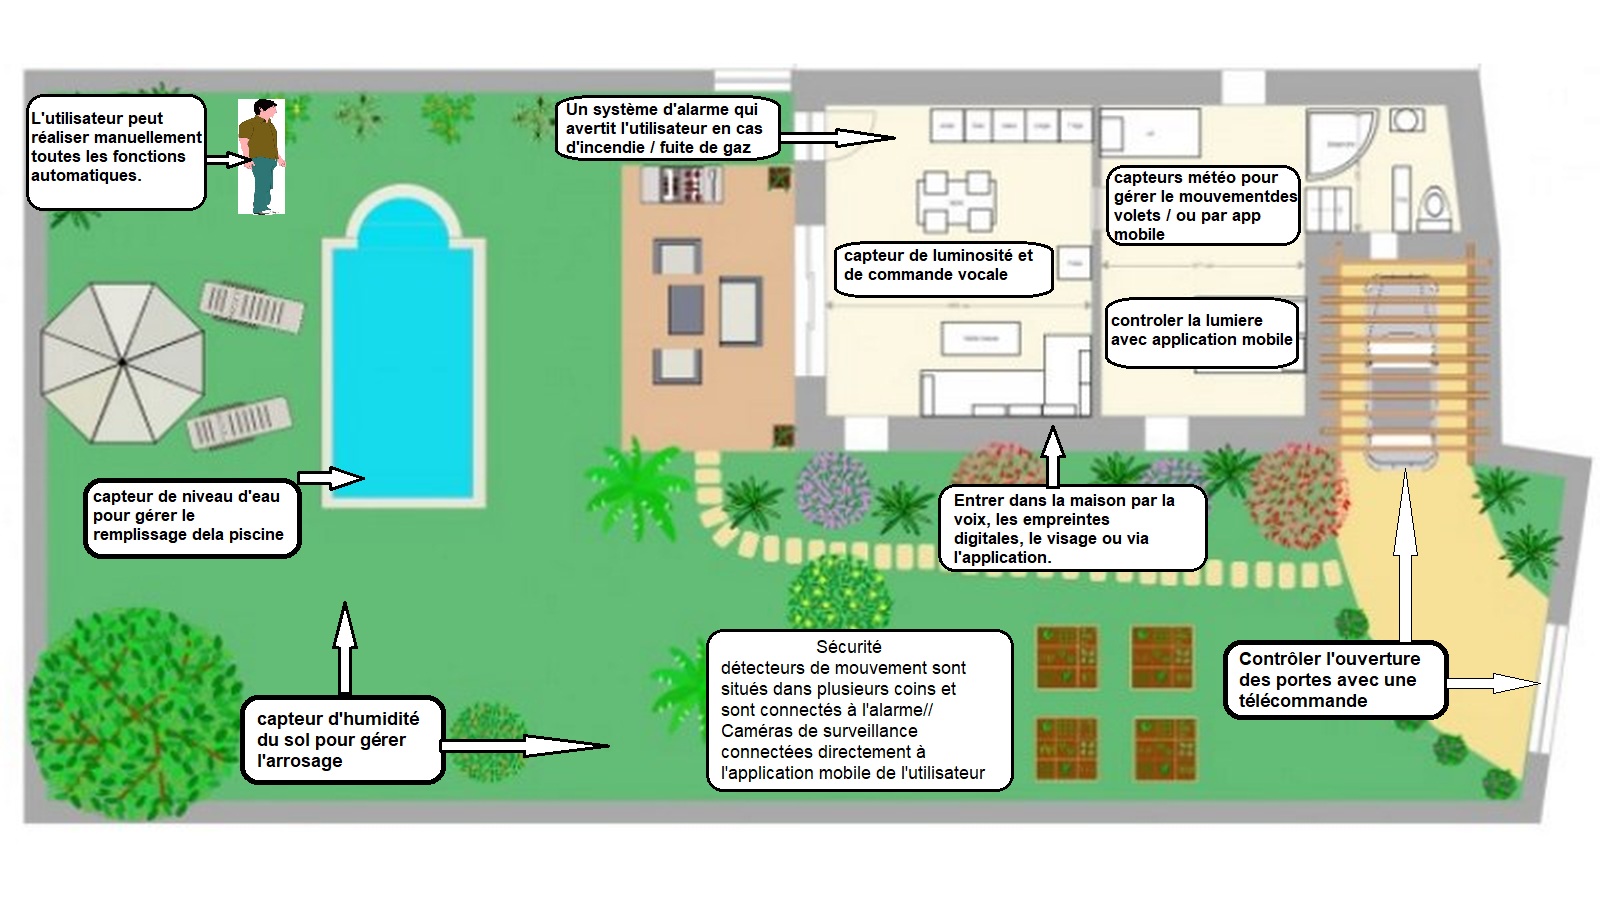 L'utilisateur peut
réaliser manuellement
toutes les fonctions
automatiques.
Un système d'alarme qui
avertit l'utilisateur en cas
d'incendie / fuite de gaz
capteurs météo pour
gérer le mouvementdes
volets / ou par app
mobile
capteur de luminosité et
de commande vocale
controler la lumiere
avec application mobile
capteur de niveau d'eau
pour gérer le
remplissage dela piscine
Entrer dans la maison par la
voix, les empreintes
digitales, le visage ou via
l'application.
Sécurité
détecteurs de mouvement sont
situés dans plusieurs coins et
sont connectés à l'alarme//
Caméras de surveillance
connectées directement à
l'application mobile de l'utilisateur
Contrôler l'ouverture
des portes avec une
télécommande
capteur d'humidité
du sol pour gérer
l'arrosage